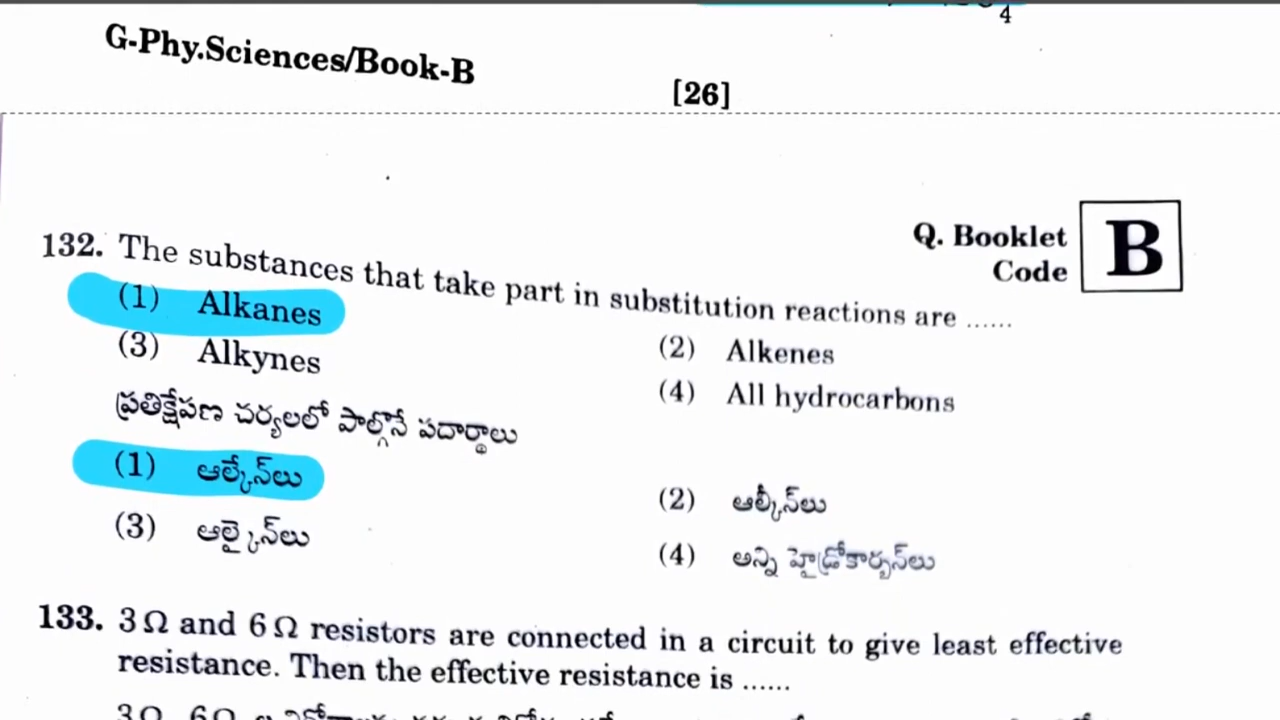 4
G-Phy.Sciences/Book-B
[26]
Q. Booklet
Code
B
132. The substances that take part in substitution reactions are ......
(1) Alkanes
(2) Alkenes
(3) Alkynes
(4) All hydrocarbons
ప్రతిక్షేపణ చర్యలలో పాల్గొనే పదార్థాలు
(1) ఆల్కేన్‌లు
(2) ఆల్కీన్‌లు
(3) ఆల్కైన్‌లు
(4) అన్ని హైడ్రోకార్బన్‌లు
133. 3 Ω and 6 Ω resistors are connected in a circuit to give least effective
resistance. Then the effective resistance is ......
3Ω, 6Ω ల